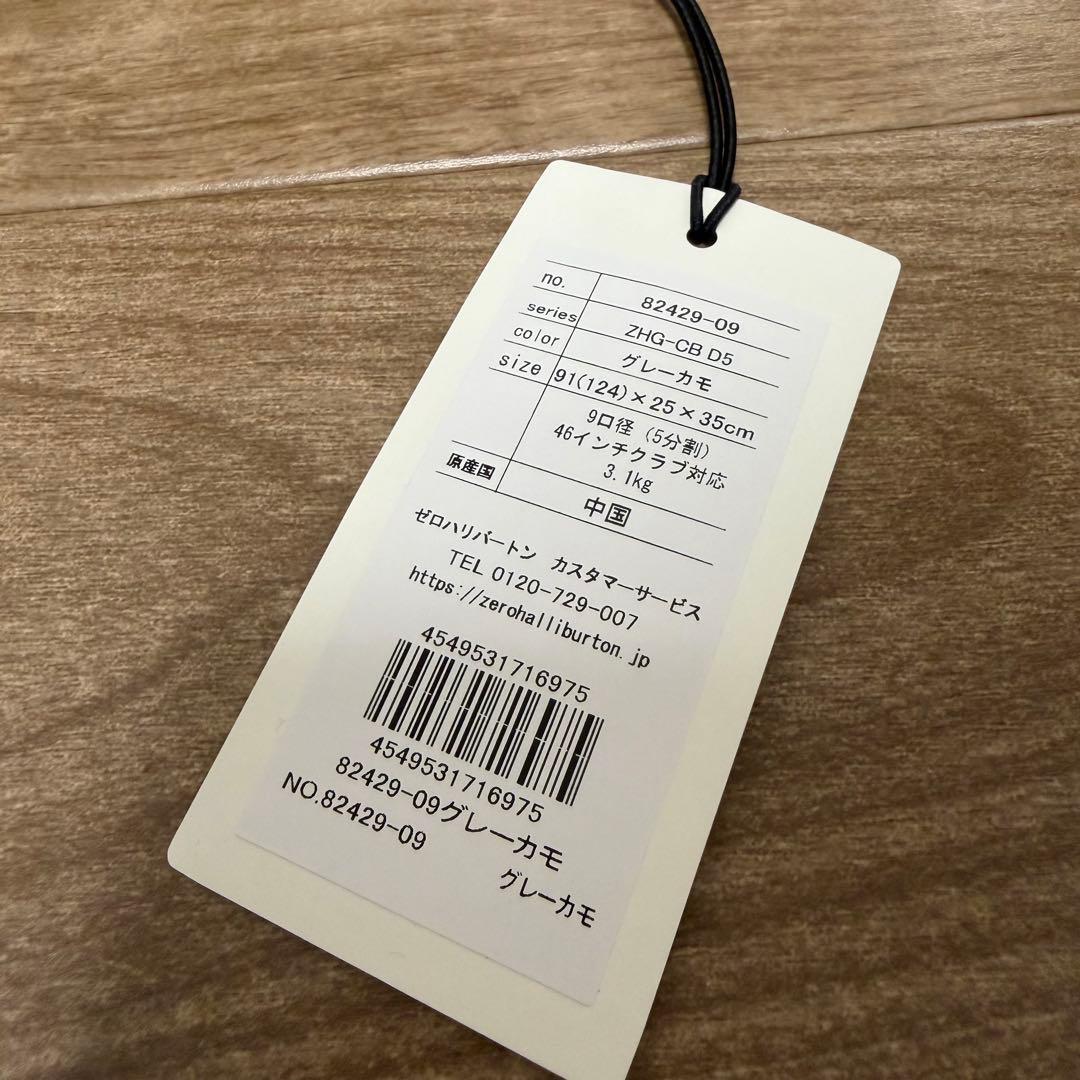 no. 82429-09
series ZHG-CB D5
color グレーカモ
size 91(124)×25×35cm
9口径 (5分割)
46インチクラブ対応
3.1kg
原産国 中国
ゼロハリバートン カスタマーサービス
TEL 0120-729-007
https://zerohalliburton.jp
4549531716975
4549531716975
82429-09グレーカモ
NO.82429-09
グレーカモ